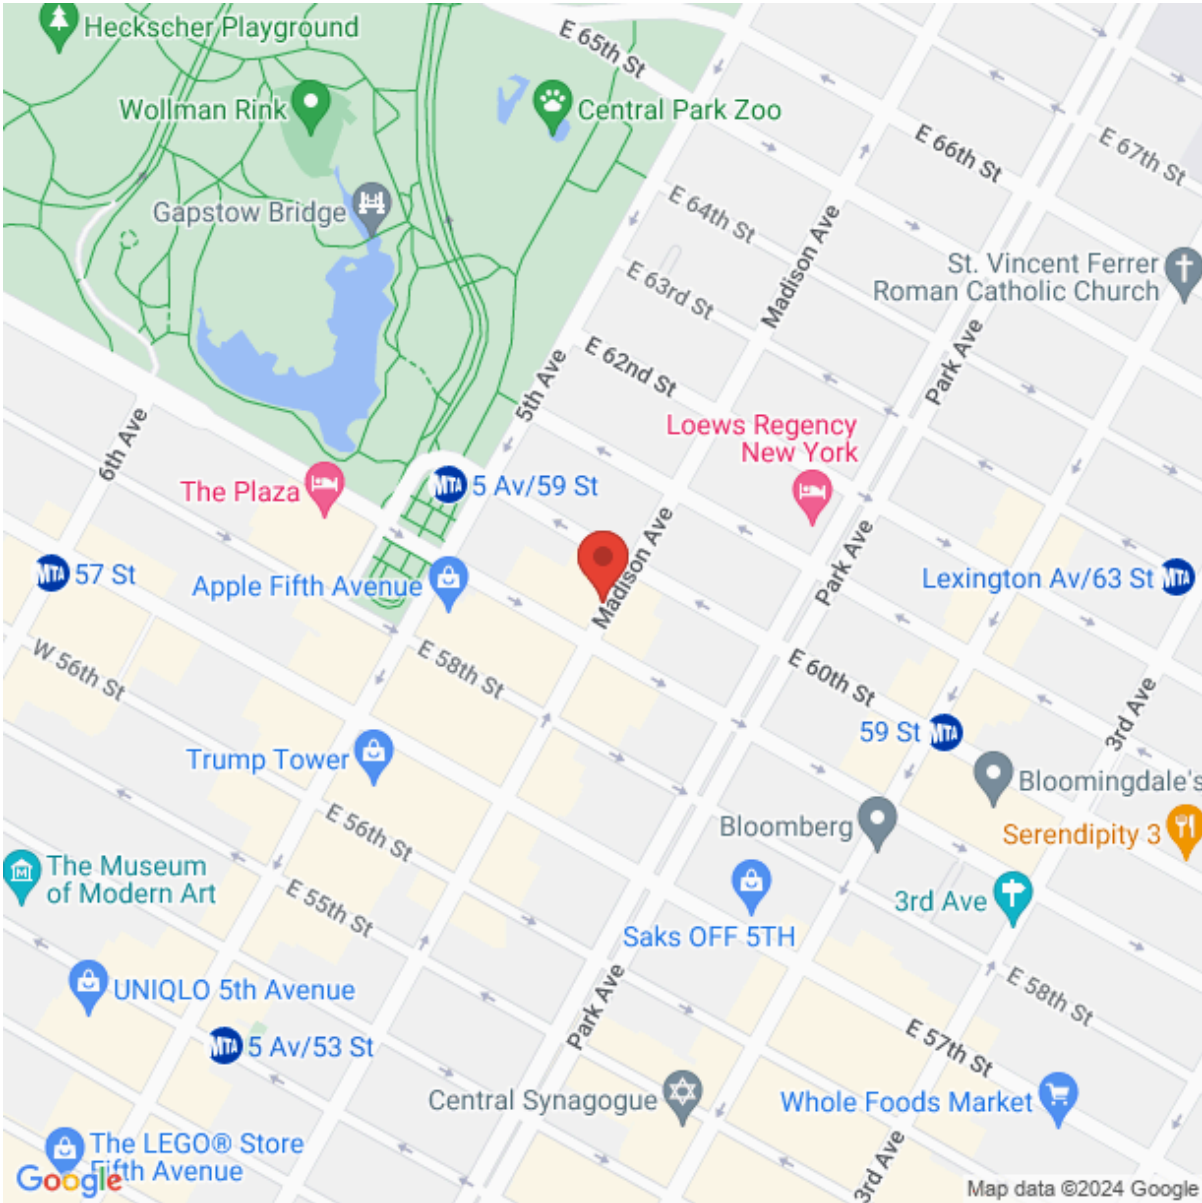 Heckscher Playground
E 65th St
Wollman Rink
Central Park Zoo
E 66th St
E 67th St
Gapstow Bridge
E 64th St
Madison Ave
St. Vincent Ferrer
Roman Catholic Church
E 63rd St
E 62nd St
Park Ave
5th Ave
6th Ave
Loews Regency
New York
The Plaza
MTA
5 Av/59 St
Madison Ave
Park Ave
MTA
57 St
Apple Fifth Avenue
Lexington Av/63 St
MTA
W 56th St
E 58th St
E 60th St
3rd Ave
59 St
MTA
Trump Tower
Bloomingdale's
E 56th St
Bloomberg
Serendipity 3
The Museum
of Modern Art
E 55th St
3rd Ave
Saks OFF 5TH
UNIQLO 5th Avenue
Park Ave
E 58th St
MTA
5 Av/53 St
E 57th St
Central Synagogue
Whole Foods Market
The LEGO® Store
Fifth Avenue
3rd Ave
Google
Map data ©2024 Google